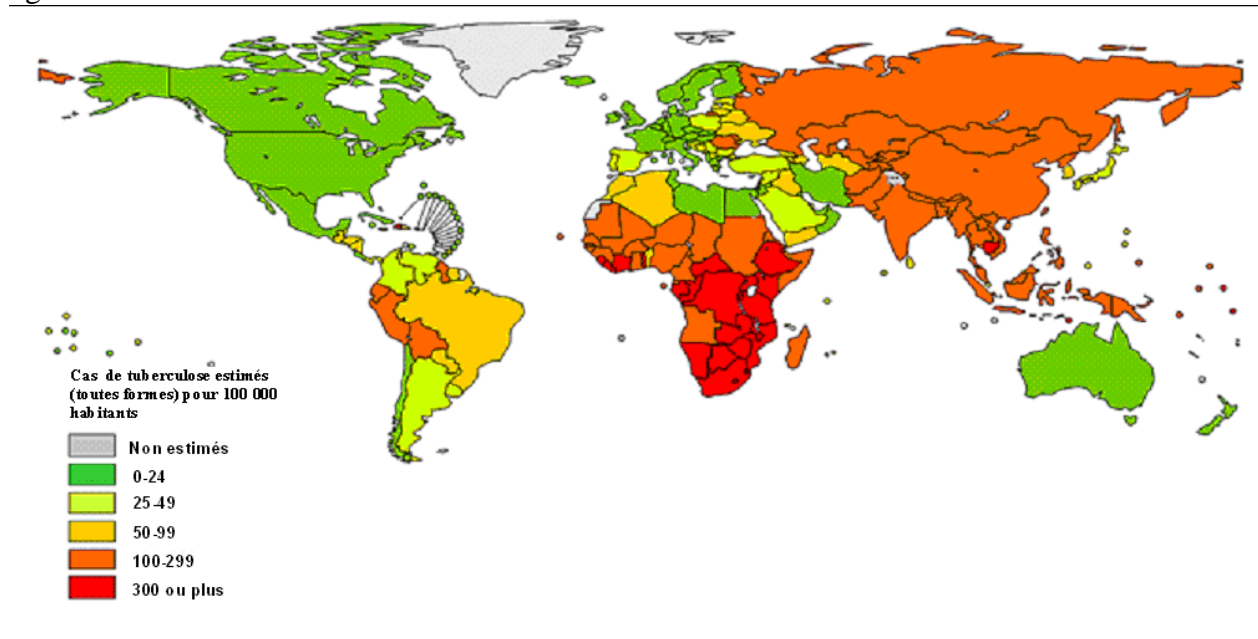 Cas de tuberculose estimés
(toutes formes) pour 100 000
habitants
Non estimés
0-24
25-49
50-99
100-299
300 ou plus